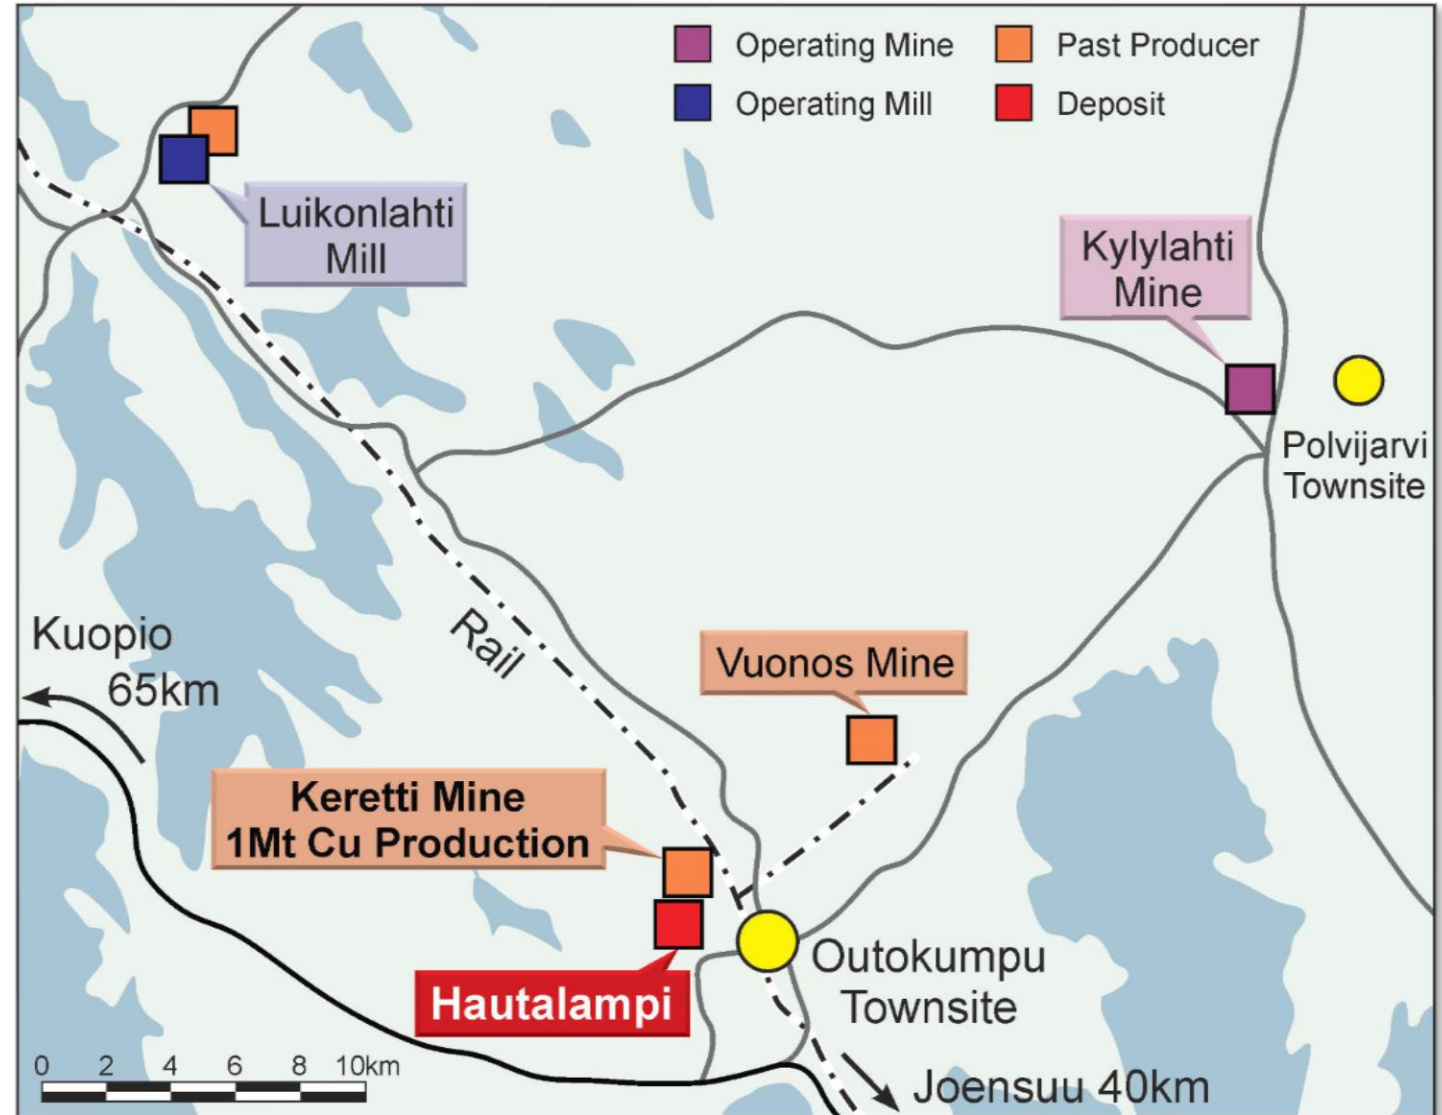 Operating Mine
Past Producer
Operating Mill
Deposit
Luikonlahti
Mill
Kylylahti
Mine
Polvijarvi
Townsite
Rail
Kuopio
65km
Vuonos Mine
Keretti Mine
1Mt Cu Production
Hautalampi
Outokumpu
Townsite
0 2 4 6 8 10km
Joensuu 40km